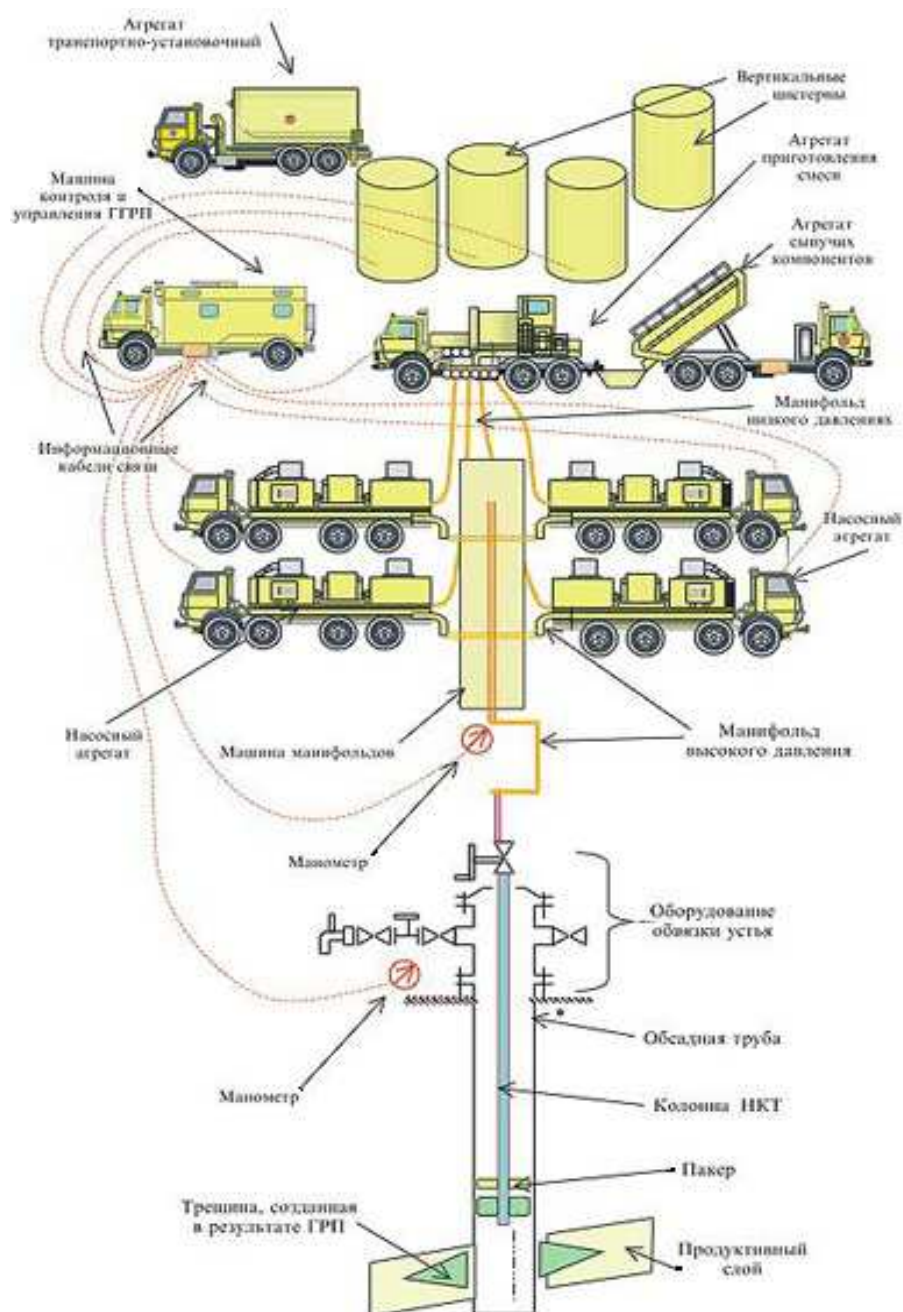 Агрегат
транспортно-установочный
Вертикальные
цистерны
Агрегат
приготовления
смеси
Машина
контроля и
управления ГГРП
Агрегат
сыпучих
компонентов
Манифольд
низкого давлениях
Информационные
кабели связи
Насосный
агрегат
Насосный
агрегат
Машина манифольдов
Манифольд
высокого давления
Манометр
Оборудование
обвязки устья
Обсадная труба
Манометр
Колонна НКТ
Пакер
Трещина, созданная
в результате ГРП
Продуктивный
слой